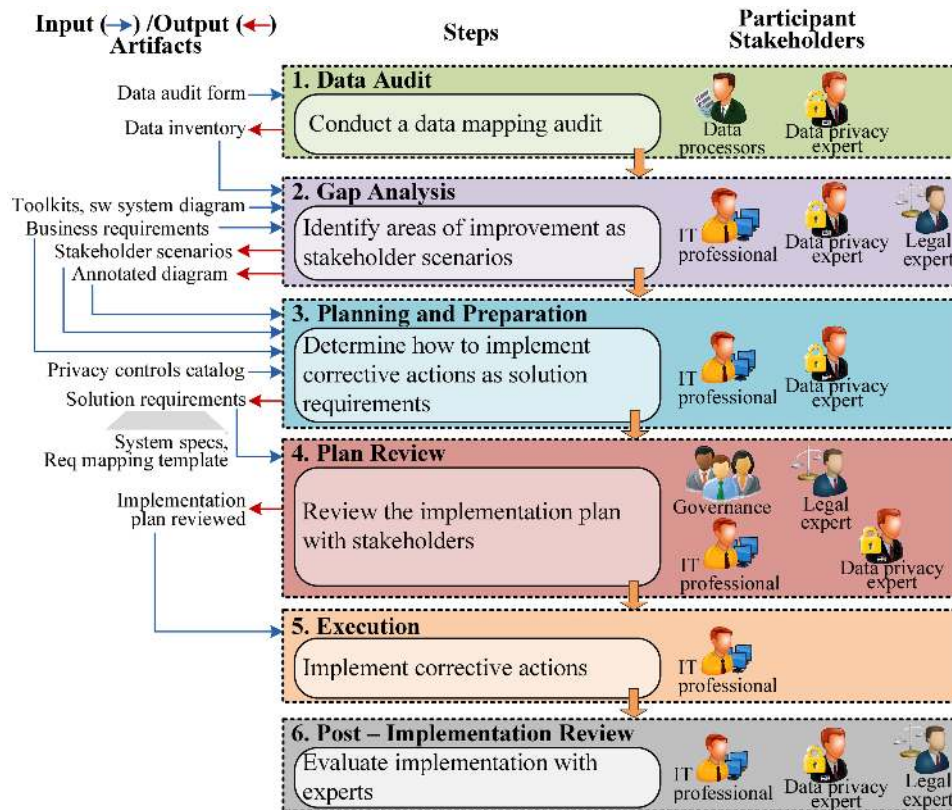 Input (→) /Output (←)
Artifacts
Steps
Participant
Stakeholders
Data audit form
Data inventory
1. Data Audit
Conduct a data mapping audit
Data
processors
Data privacy
expert
Toolkits, sw system diagram
Business requirements
Stakeholder scenarios
Annotated diagram
2. Gap Analysis
Identify areas of improvement as
stakeholder scenarios
IT
professional
Data privacy
expert
Legal
expert
Privacy controls catalog
Solution requirements
System specs,
Req mapping template
3. Planning and Preparation
Determine how to implement
corrective actions as solution
requirements
IT
professional
Data privacy
expert
Implementation
plan reviewed
4. Plan Review
Review the implementation plan
with stakeholders
Governance
Legal
expert
IT
professional
Data privacy
expert
5. Execution
Implement corrective actions
IT
professional
6. Post – Implementation Review
Evaluate implementation with
experts
IT
professional
Data privacy
expert
Legal
expert